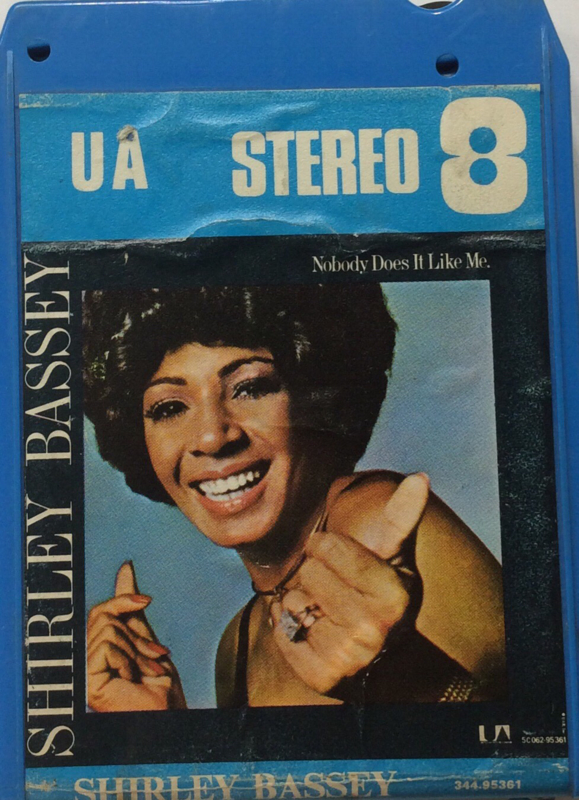 UA STEREO 8
Nobody Does It Like Me.
SHIRLEY BASSEY
UA
5C062-95361
SHIRLEY BASSEY 344.95361